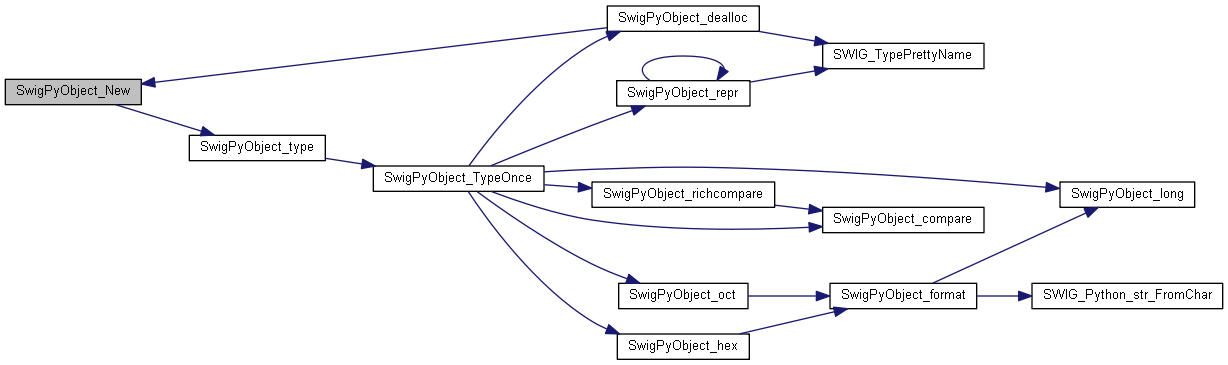 SwigPyObject_dealloc
SWIG_TypePrettyName
SwigPyObject_New
SwigPyObject_repr
SwigPyObject_type
SwigPyObject_TypeOnce
SwigPyObject_richcompare
SwigPyObject_long
SwigPyObject_compare
SwigPyObject_oct
SwigPyObject_format
SWIG_Python_str_FromChar
SwigPyObject_hex